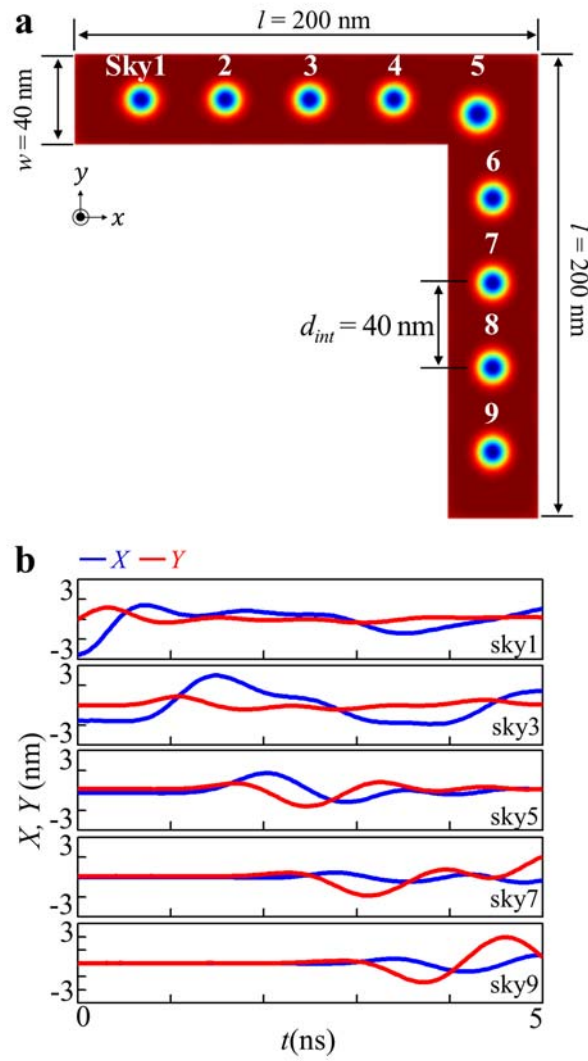 a
l = 200 nm
Sky1 2 3 4 5
w = 40 nm
y
x
6
7
d_int = 40 nm
8
9
l = 200 nm
b
X Y
3
-3
sky1
3
-3
sky3
3
-3
sky5
3
-3
sky7
3
-3
sky9
X, Y (nm)
0 5
t(ns)